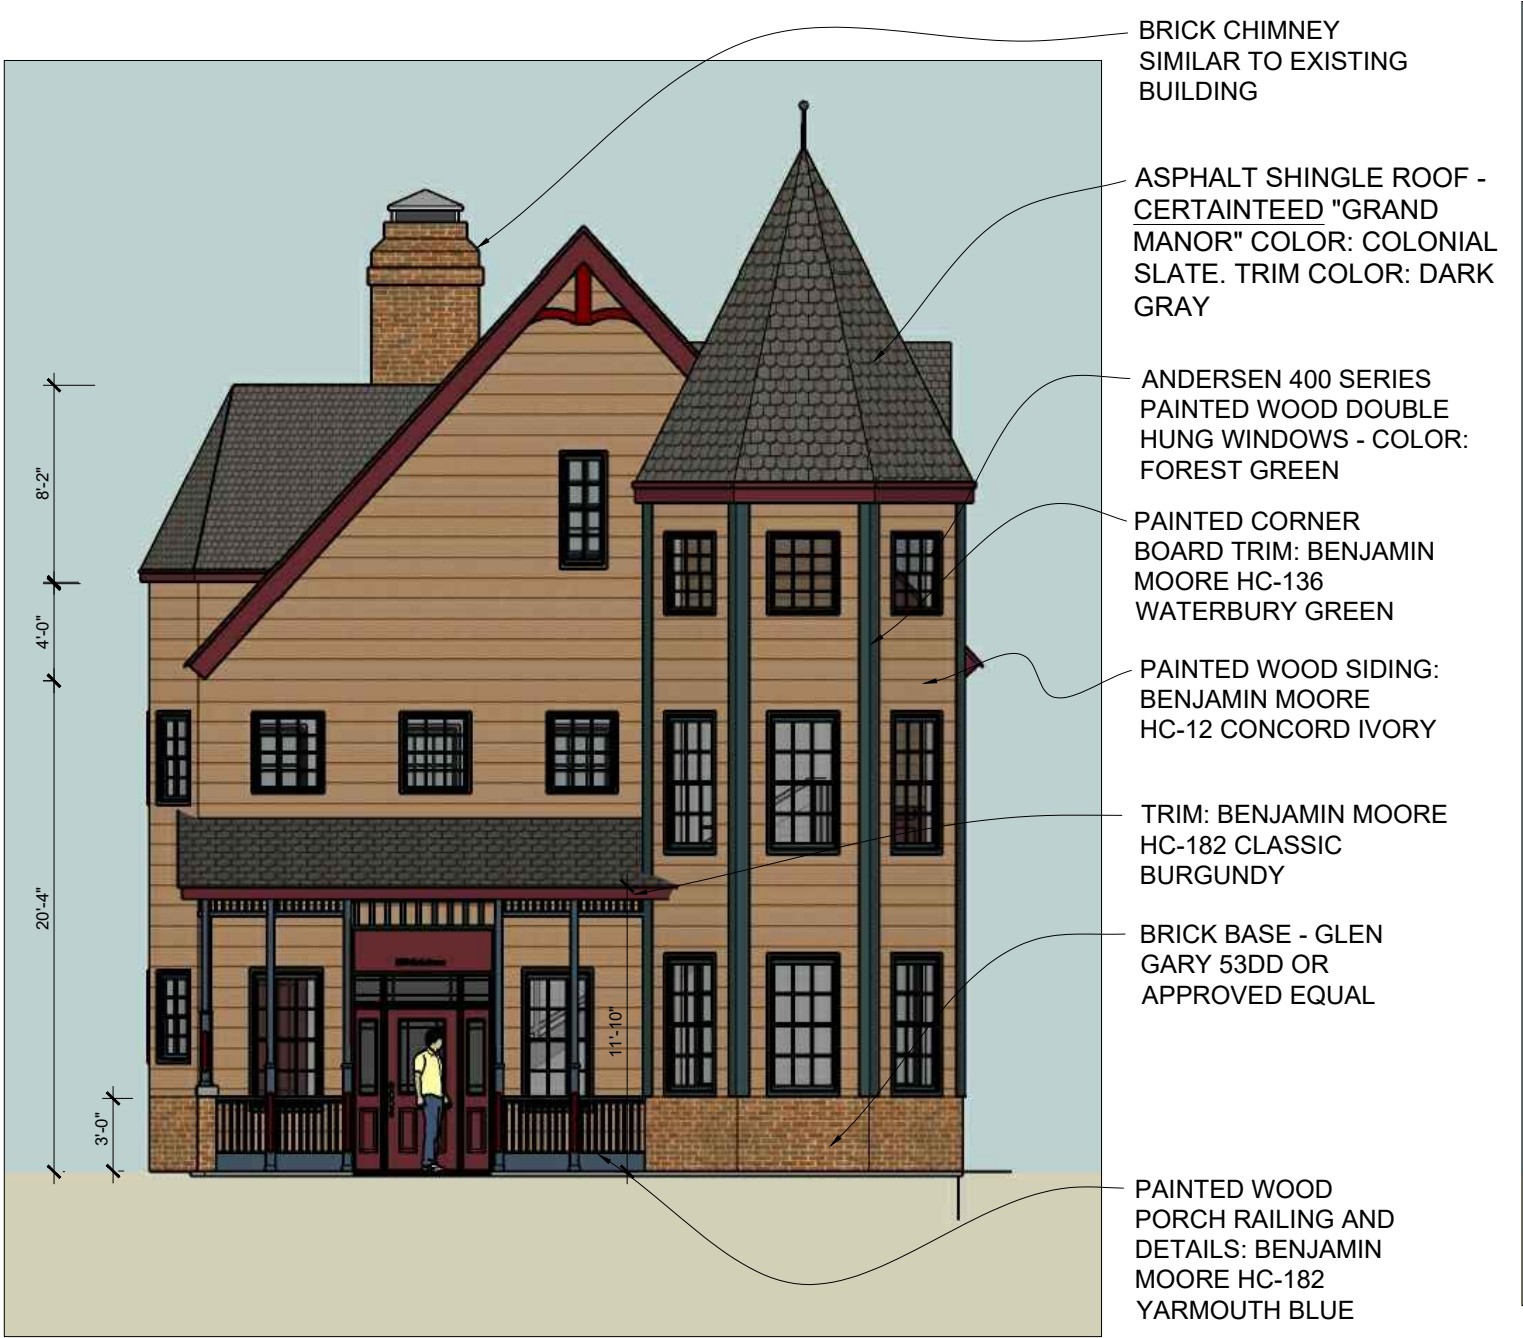 BRICK CHIMNEY
SIMILAR TO EXISTING
BUILDING
ASPHALT SHINGLE ROOF -
CERTAINTEED "GRAND
MANOR" COLOR: COLONIAL
SLATE. TRIM COLOR: DARK
GRAY
ANDERSEN 400 SERIES
PAINTED WOOD DOUBLE
HUNG WINDOWS - COLOR:
FOREST GREEN
PAINTED CORNER
BOARD TRIM: BENJAMIN
MOORE HC-136
WATERBURY GREEN
PAINTED WOOD SIDING:
BENJAMIN MOORE
HC-12 CONCORD IVORY
TRIM: BENJAMIN MOORE
HC-182 CLASSIC
BURGUNDY
BRICK BASE - GLEN
GARY 53DD OR
APPROVED EQUAL
PAINTED WOOD
PORCH RAILING AND
DETAILS: BENJAMIN
MOORE HC-182
YARMOUTH BLUE
8'-2"
4'-0"
20'-4"
3'-0"
11'-10"